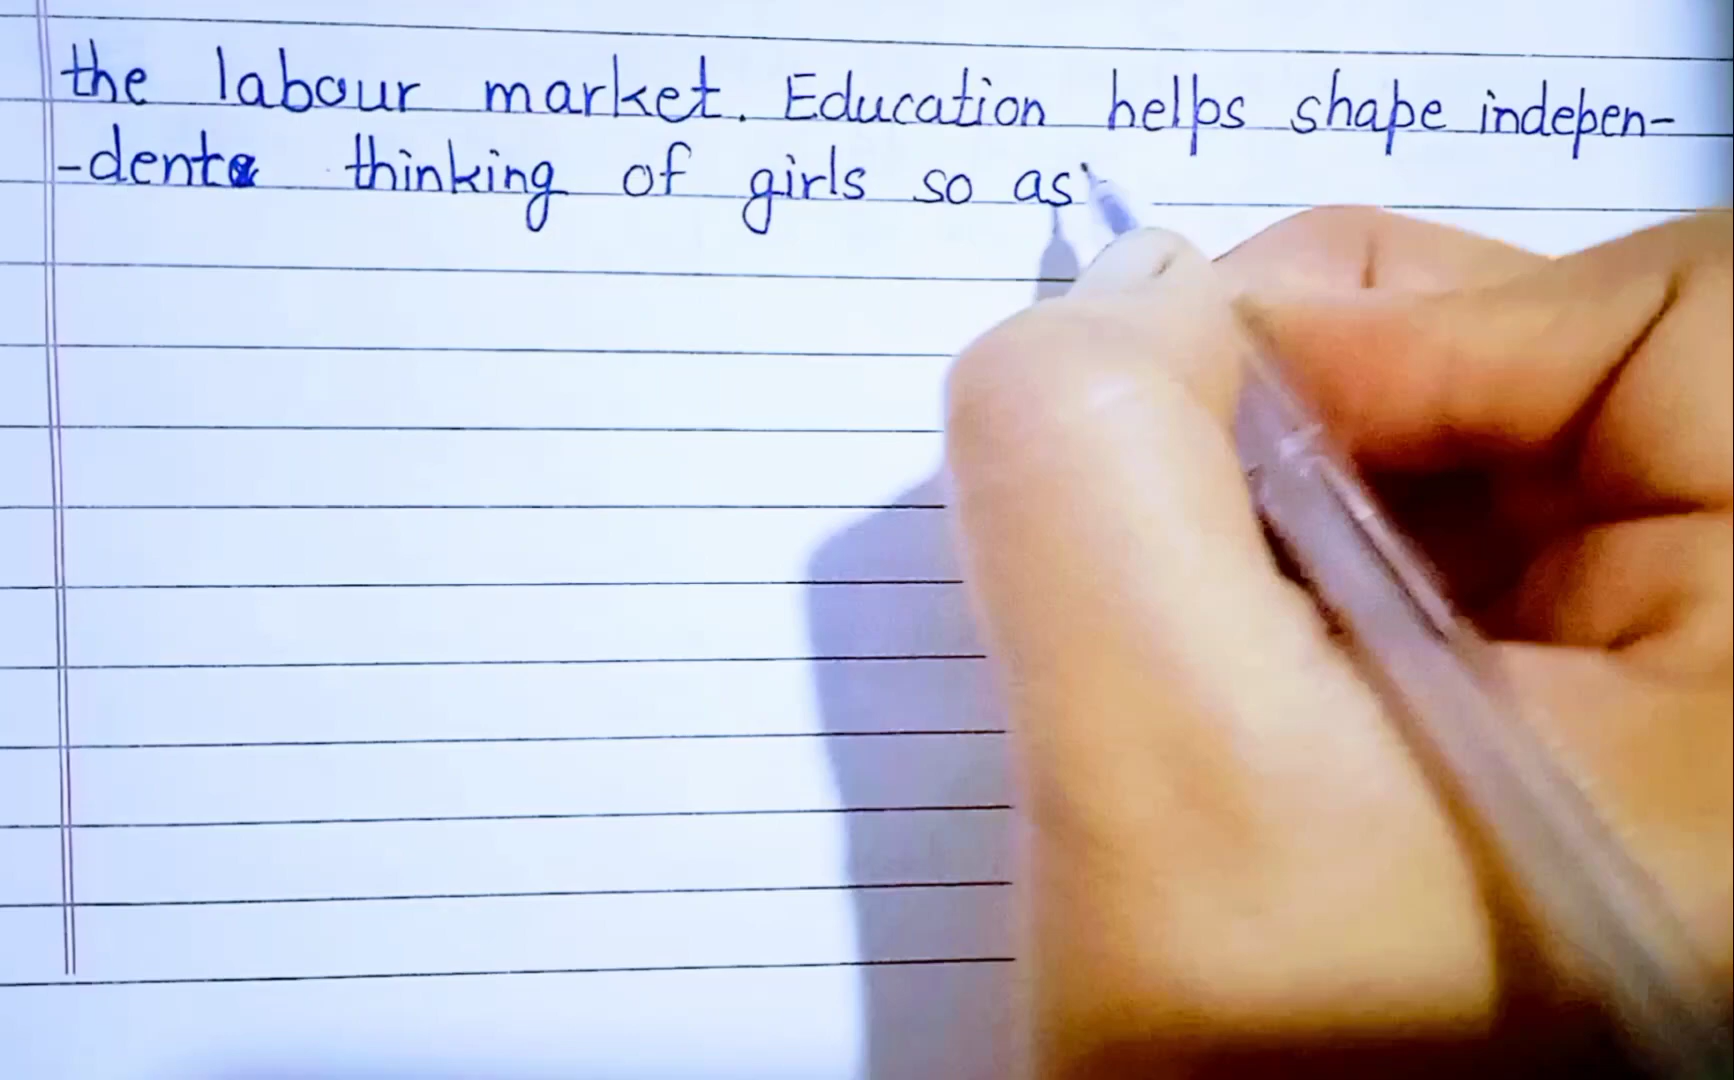 the labour market. Education helps shape indepen-
-dent thinking of girls so as